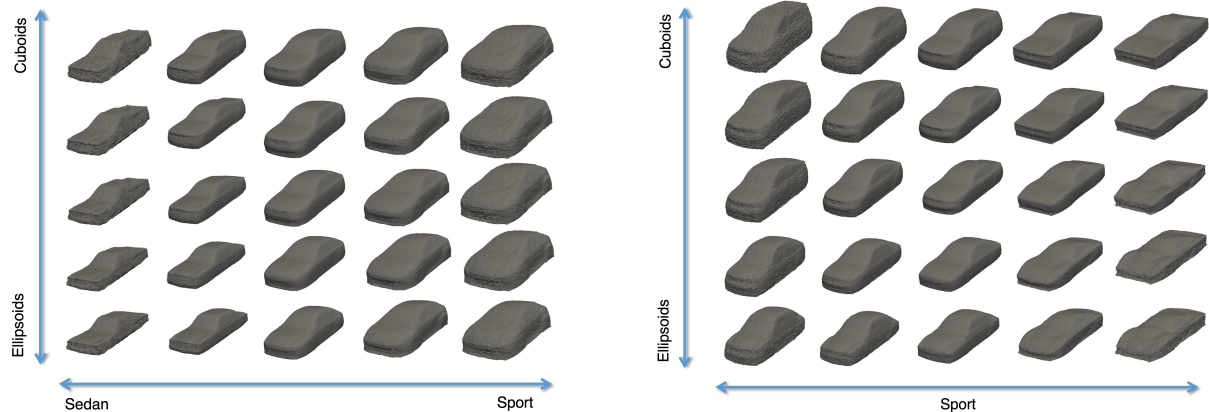 Cuboids
Ellipsoids
Sedan
Sport
Cuboids
Ellipsoids
Sport